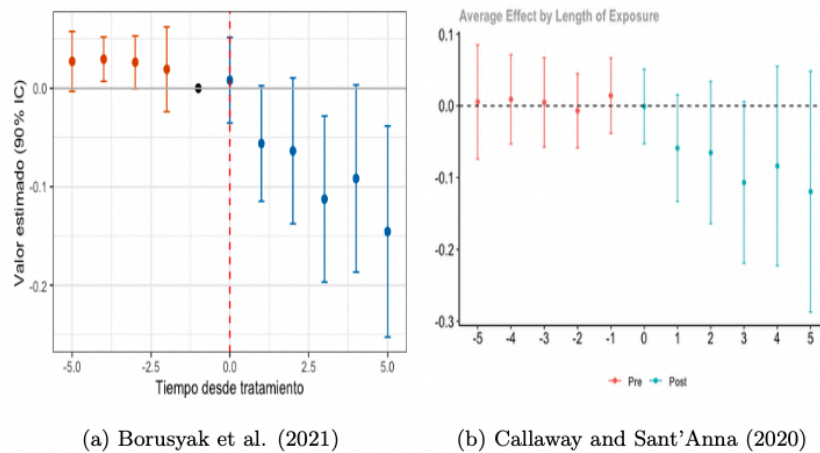 Valor estimado (90% IC)
0.0
-0.1
-0.2
-5.0 -2.5 0.0 2.5 5.0
Tiempo desde tratamiento
(a) Borusyak et al. (2021)
Average Effect by Length of Exposure
0.1
0.0
-0.1
-0.2
-0.3
-5 -4 -3 -2 -1 0 1 2 3 4 5
Pre Post
(b) Callaway and Sant'Anna (2020)